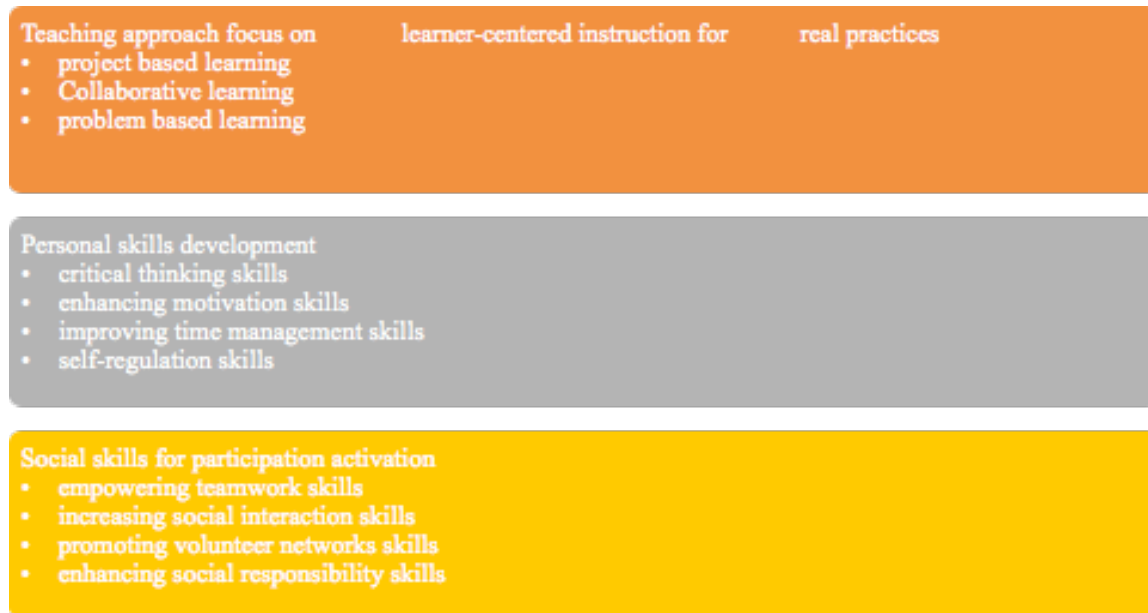 Teaching approach focus on learner-centered instruction for real practices
• project based learning
• Collaborative learning
• problem based learning
Personal skills development
• critical thinking skills
• enhancing motivation skills
• improving time management skills
• self-regulation skills
Social skills for participation activation
• empowering teamwork skills
• increasing social interaction skills
• promoting volunteer networks skills
• enhancing social responsibility skills